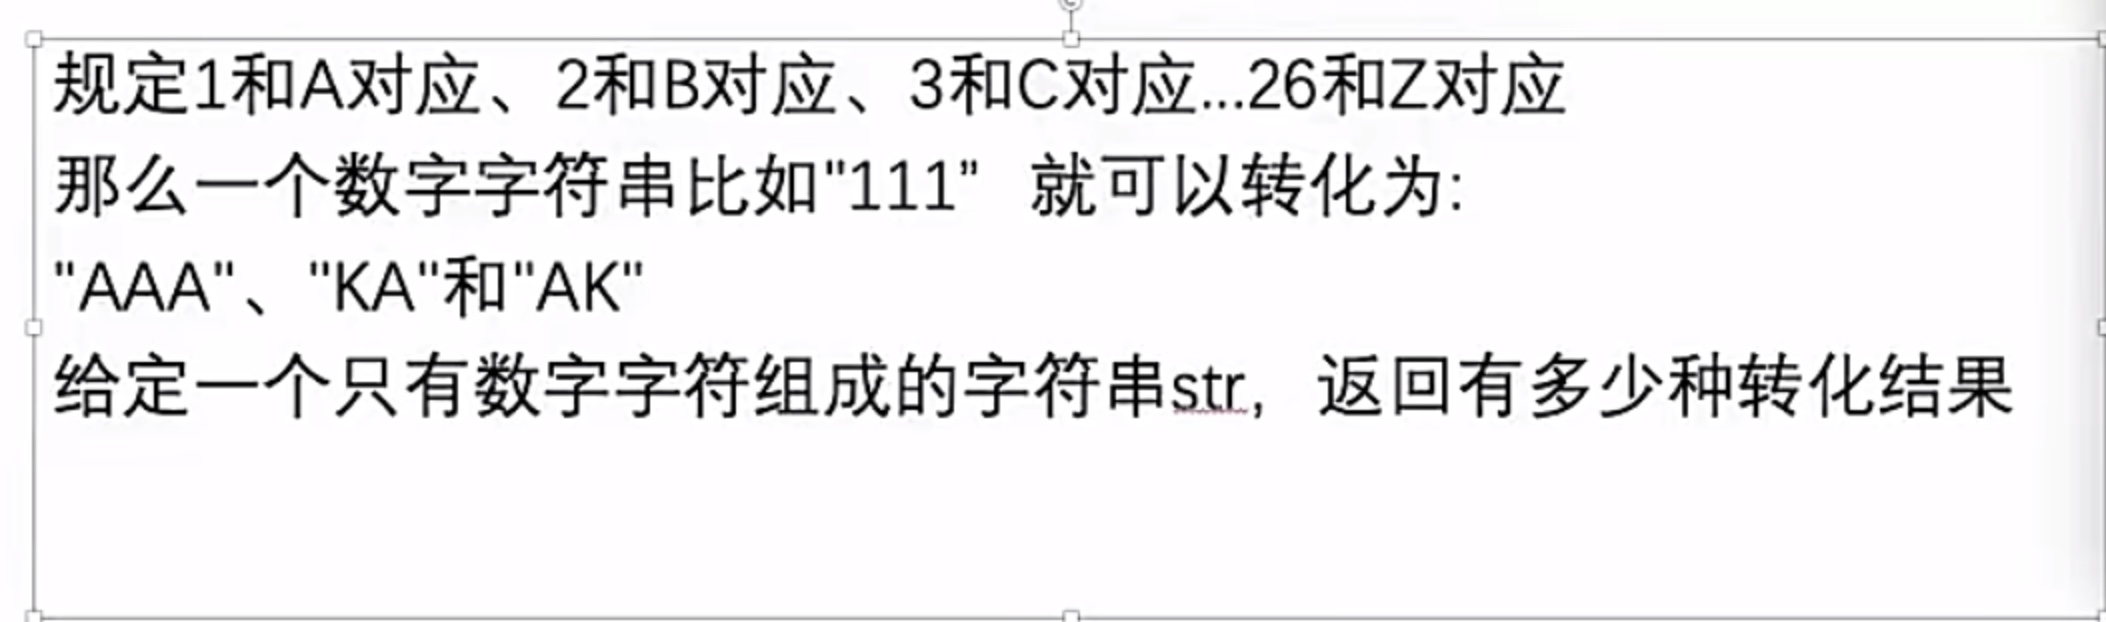 规定1和A对应、2和B对应、3和C对应...26和Z对应
那么一个数字字符串比如"111”  就可以转化为:
"AAA"、"KA"和"AK"
给定一个只有数字字符组成的字符串str，返回有多少种转化结果